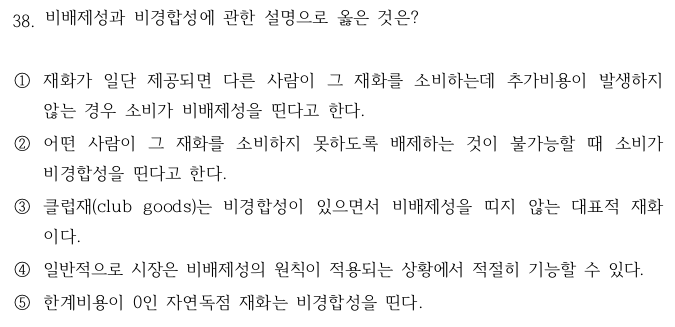 38. 비배제성과 비경합성에 관한 설명으로 옳은 것은?
① 재화가 일단 제공되면 다른 사람이 그 재화를 소비하는데 추가비용이 발생하지
않는 경우 소비가 비배제성을 띤다고 한다.
② 어떤 사람이 그 재화를 소비하지 못하도록 배제하는 것이 불가능할 때 소비가
비경합성을 띤다고 한다.
③ 클럽재(club goods)는 비경합성이 있으면서 비배제성을 띠지 않는 대표적 재화
이다.
④ 일반적으로 시장은 비배제성의 원칙이 적용되는 상황에서 적절히 기능할 수 있다.
⑤ 한계비용이 0인 자연독점 재화는 비경합성을 띤다.